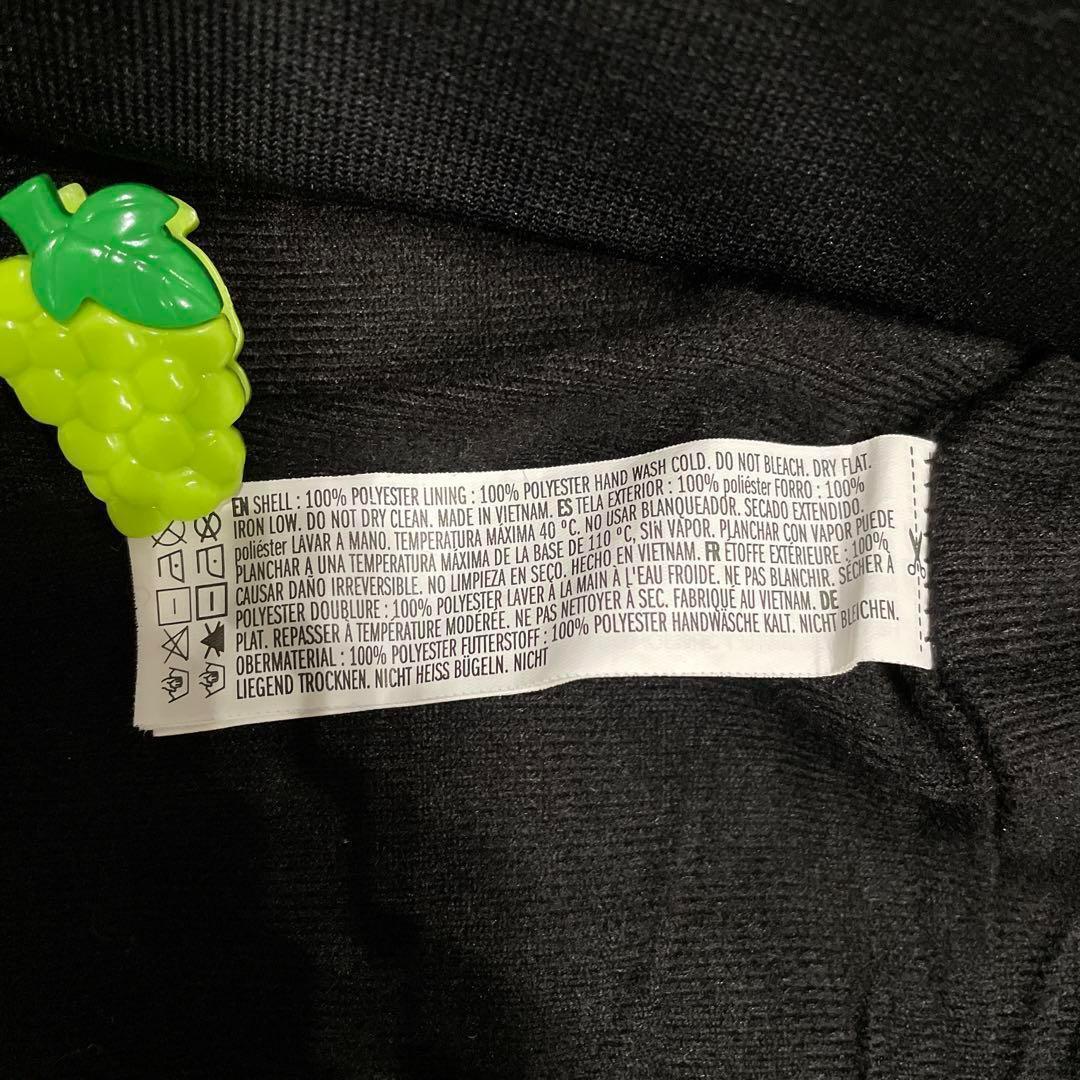 EN SHELL : 100% POLYESTER LINING : 100% POLYESTER HAND WASH COLD. DO NOT BLEACH. DRY FLAT.
IRON LOW. DO NOT DRY CLEAN. MADE IN VIETNAM. ES TELA EXTERIOR : 100% poliéster FORRO : 100%
poliéster LAVAR A MANO. TEMPERATURA MÁXIMA 40 ºC. NO USAR BLANQUEADOR. SECADO EXTENDIDO.
PLANCHAR A UNA TEMPERATURA MÁXIMA DE LA BASE DE 110 ºC, SIN VAPOR. PLANCHAR CON VAPOR PUEDE
CAUSAR DAÑO IRREVERSIBLE. NO LIMPIEZA EN SECO. HECHO EN VIETNAM. FR ÉTOFFE EXTÉRIEURE : 100%
POLYESTER DOUBLURE : 100% POLYESTER LAVER À LA MAIN À L'EAU FROIDE. NE PAS BLANCHIR. SÉCHER À
PLAT. REPASSER À TEMPÉRATURE MODÉRÉE. NE PAS NETTOYER À SEC. FABRIQUÉ AU VIETNAM. DE
OBERMATERIAL : 100% POLYESTER FUTTERSTOFF : 100% POLYESTER HANDWÄSCHE KALT. NICHT BLEICHEN.
LIEGEND TROCKNEN. NICHT HEISS BÜGELN. NICHT